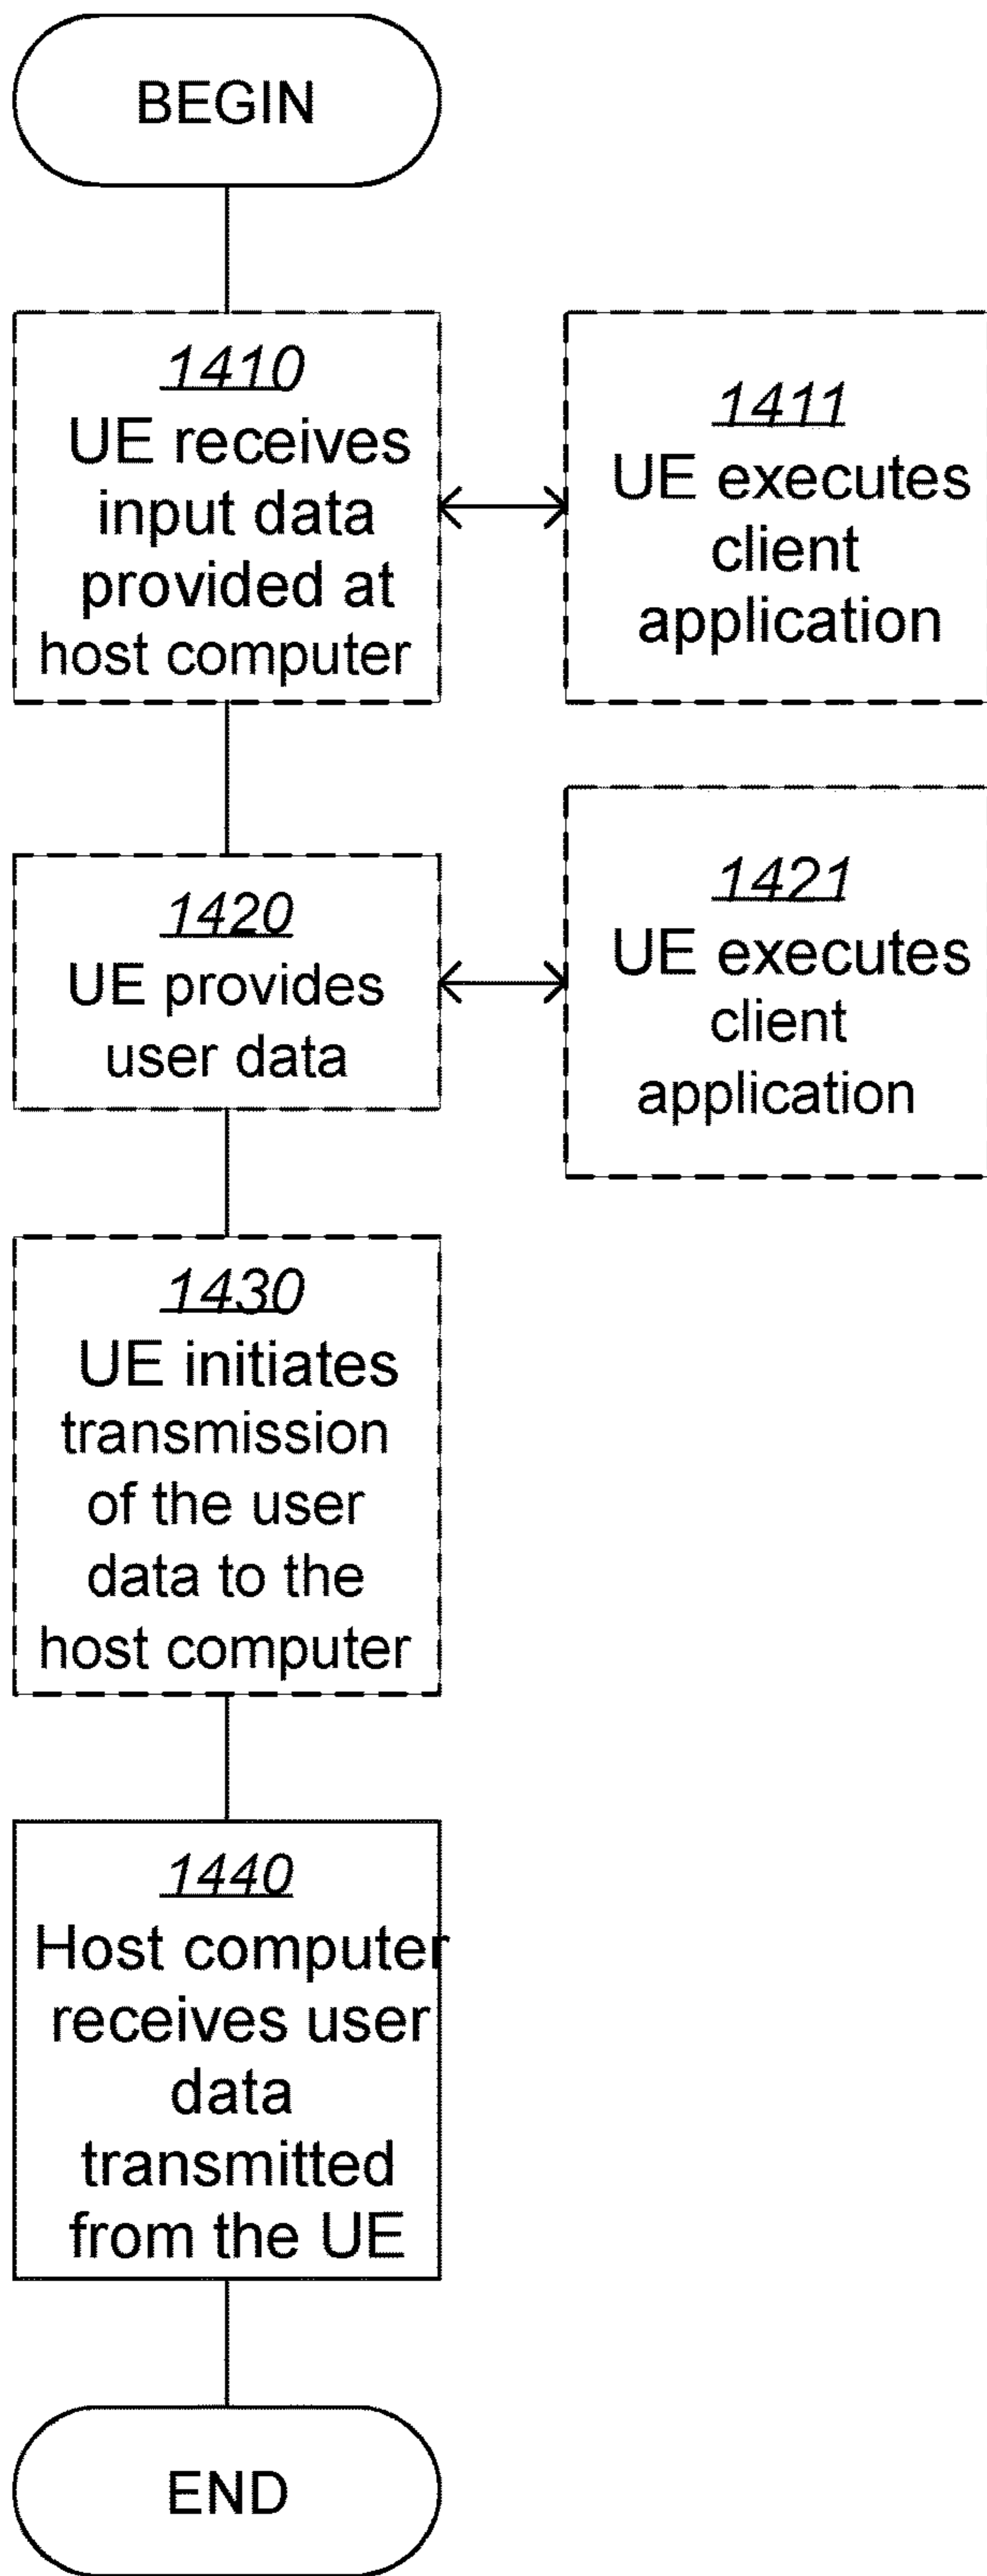 BEGIN
1410
UE receives
input data
provided at
host computer
1411
UE executes
client
application
1420
UE provides
user data
1421
UE executes
client
application
1430
UE initiates
transmission
of the user
data to the
host computer
1440
Host computer
receives user
data
transmitted
from the UE
END